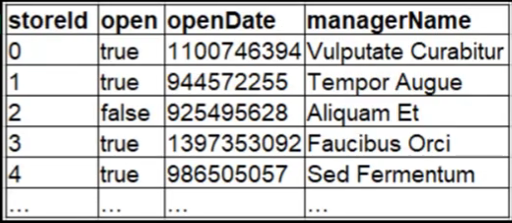 storeId open openDate managerName
0 true 1100746394 Vulputate Curabitur
1 true 944572255 Tempor Augue
2 false 925495628 Aliquam Et
3 true 1397353092 Faucibus Orci
4 true 986505057 Sed Fermentum
... ... ... ...